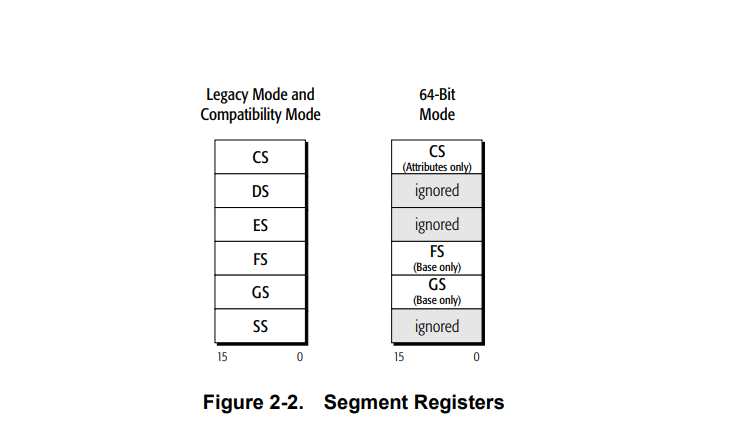 Legacy Mode and
Compatibility Mode
64-Bit
Mode
CS
DS
ES
FS
GS
SS
15 0
CS
(Attributes only)
ignored
ignored
FS
(Base only)
GS
(Base only)
ignored
15 0
Figure 2-2. Segment Registers